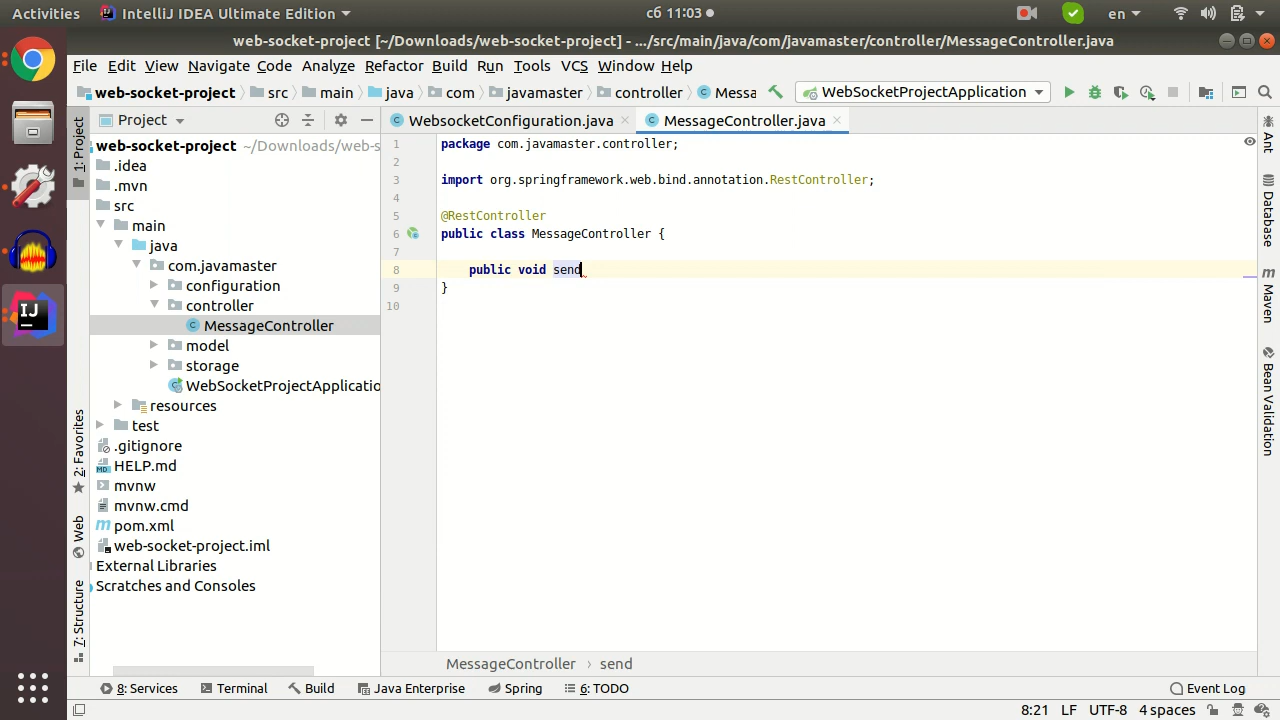 Activities IntelliJ IDEA Ultimate Edition сб 11:03 en
web-socket-project [~/Downloads/web-socket-project] - .../src/main/java/com/javamaster/controller/MessageController.java
File Edit View Navigate Code Analyze Refactor Build Run Tools VCS Window Help
web-socket-project src main java com javamaster controller Messa WebSocketProjectApplication
1: Project
Project
WebsocketConfiguration.java MessageController.java
web-socket-project ~/Downloads/web-s
.idea
.mvn
src
main
java
com.javamaster
configuration
controller
MessageController
model
storage
WebSocketProjectApplicatio
resources
test
.gitignore
HELP.md
mvnw
mvnw.cmd
pom.xml
web-socket-project.iml
External Libraries
Scratches and Consoles
2: Favorites
Web
7: Structure
1 package com.javamaster.controller;
2
3 import org.springframework.web.bind.annotation.RestController;
4
5 @RestController
6 public class MessageController {
7
8 public void send
9 }
10
Ant
Database
Maven
Bean Validation
MessageController › send
8: Services Terminal Build Java Enterprise Spring 6: TODO Event Log
8:21 LF UTF-8 4 spaces